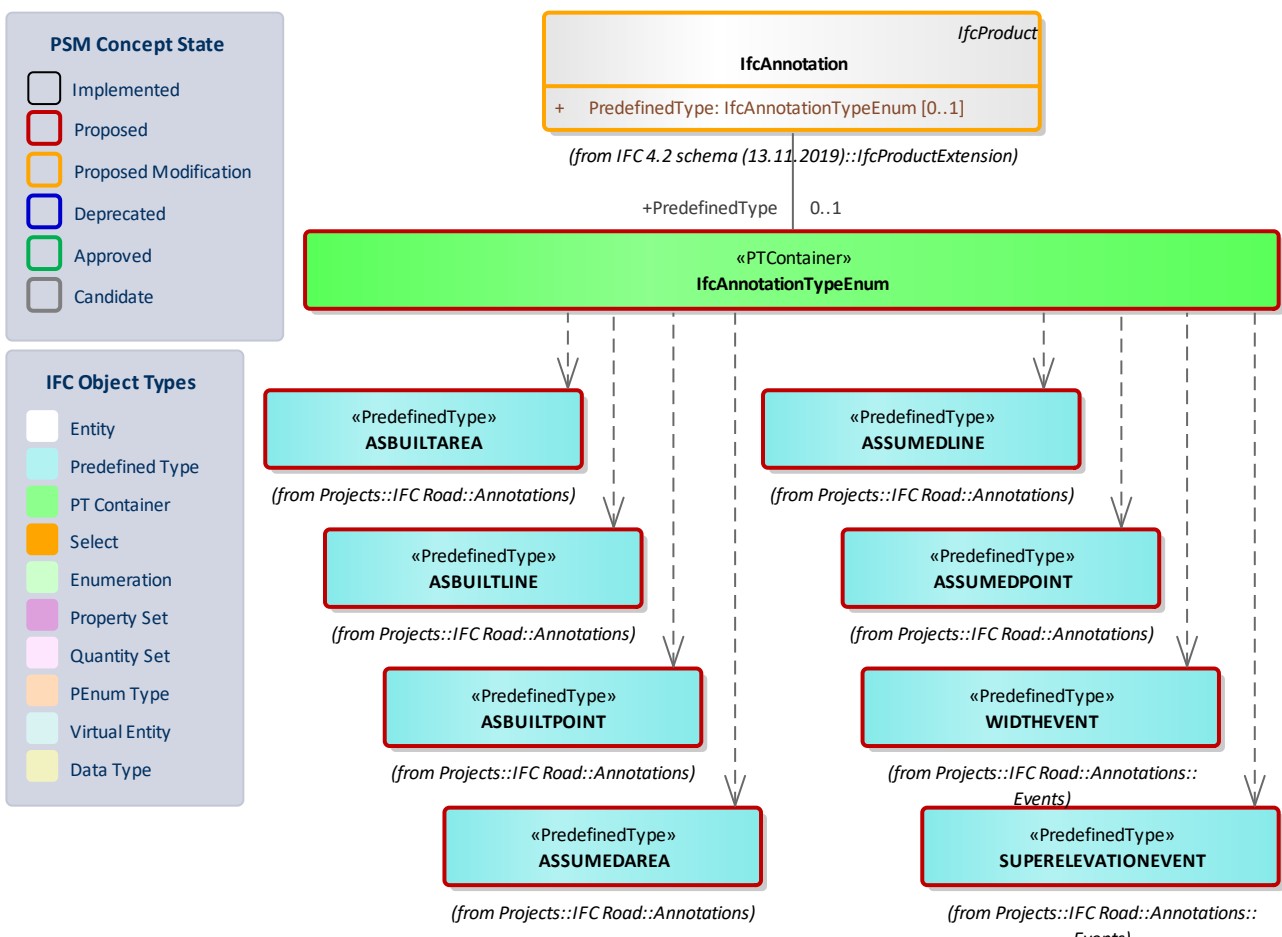 PSM Concept State
Implemented
Proposed
Proposed Modification
Deprecated
Approved
Candidate
IFC Object Types
Entity
Predefined Type
PT Container
Select
Enumeration
Property Set
Quantity Set
PEnum Type
Virtual Entity
Data Type
IfcProduct
IfcAnnotation
+ PredefinedType: IfcAnnotationTypeEnum [0..1]
(from IFC 4.2 schema (13.11.2019)::IfcProductExtension)
+PredefinedType 0..1
«PTContainer»
IfcAnnotationTypeEnum
«PredefinedType»
ASBUILTAREA
(from Projects::IFC Road::Annotations)
«PredefinedType»
ASSUMEDLINE
(from Projects::IFC Road::Annotations)
«PredefinedType»
ASBUILTLINE
(from Projects::IFC Road::Annotations)
«PredefinedType»
ASSUMEDPOINT
(from Projects::IFC Road::Annotations)
«PredefinedType»
ASBUILTPOINT
(from Projects::IFC Road::Annotations)
«PredefinedType»
WIDTHEVENT
(from Projects::IFC Road::Annotations::
Events)
«PredefinedType»
ASSUMEDAREA
(from Projects::IFC Road::Annotations)
«PredefinedType»
SUPERELEVATIONEVENT
(from Projects::IFC Road::Annotations::
Events)